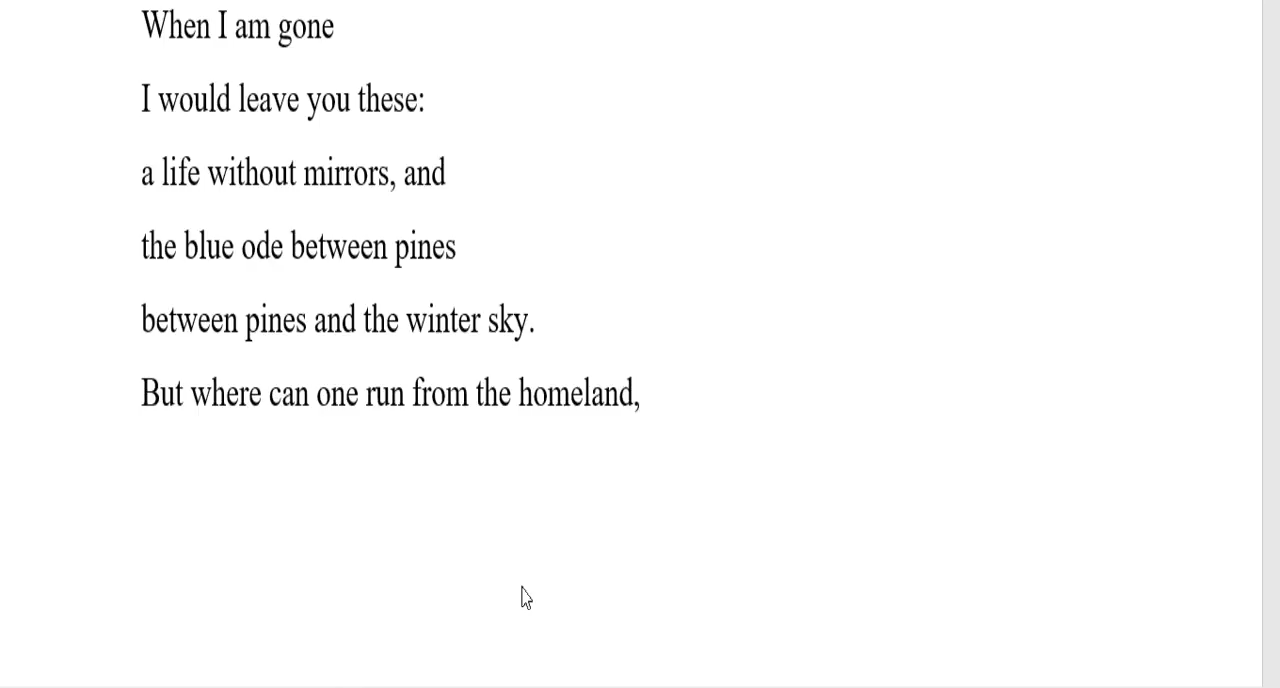 When I am gone
I would leave you these:
a life without mirrors, and
the blue ode between pines
between pines and the winter sky.
But where can one run from the homeland,